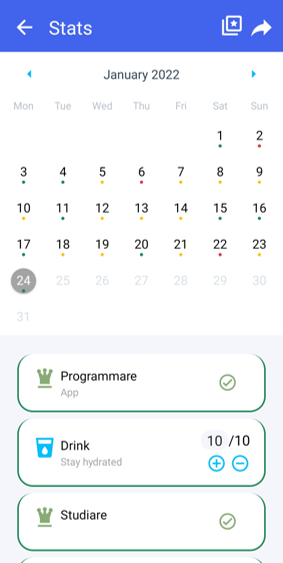 Stats
January 2022
Mon Tue Wed Thu Fri Sat Sun
1 2
3 4 5 6 7 8 9
10 11 12 13 14 15 16
17 18 19 20 21 22 23
24 25 26 27 28 29 30
31
Programmare
App
Drink
10 /10
Stay hydrated
Studiare